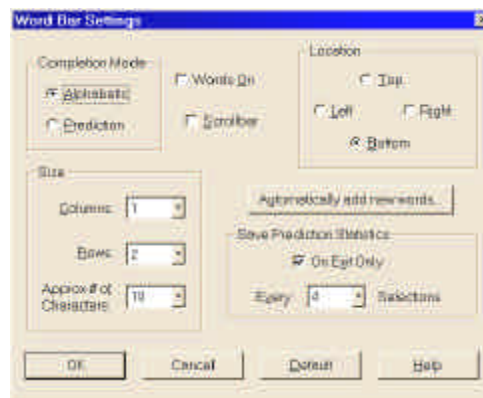 Word Bar Settings
Completion Mode
Alphabetic
Prediction
Words On
Scrollbar
Location
Top
Left Right
Bottom
Size
Columns: 1
Rows: 2
Approx # of
Characters: 10
Automatically add new words...
Save Prediction Statistics
On Exit Only
Every 4 Selections
OK Cancel Default Help